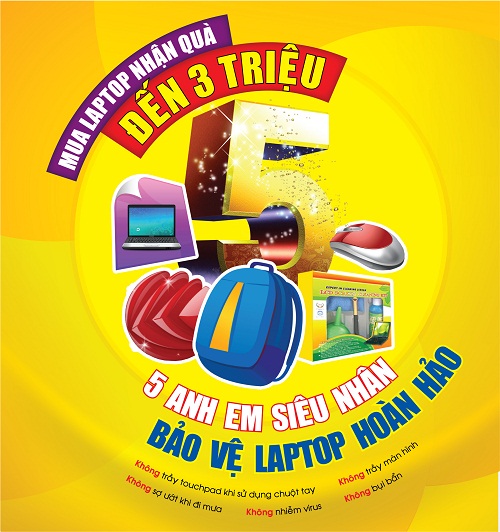 MUA LAPTOP NHẬN QUÀ
ĐẾN 3 TRIỆU
5
5 ANH EM SIÊU NHÂN
BẢO VỆ LAPTOP HOÀN HẢO
Không trầy touchpad khi sử dụng chuột tay
Không trầy màn hình
Không sợ ướt khi đi mưa
Không nhiễm virus
Không bụi bẩn